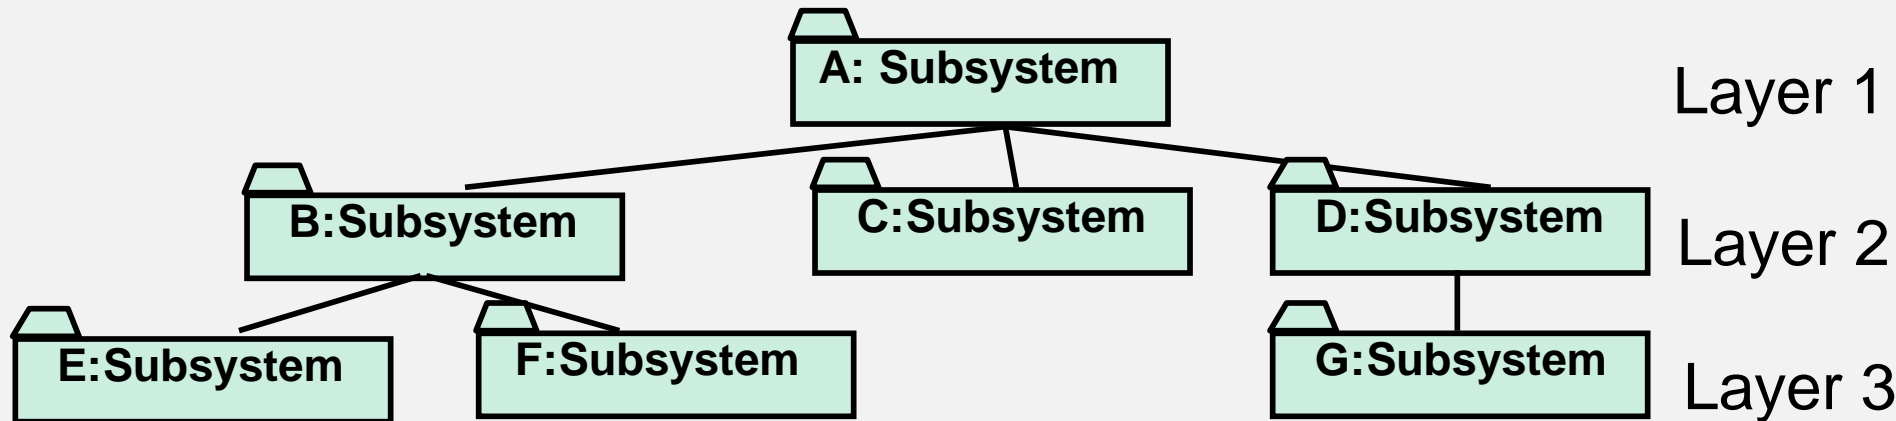 A: Subsystem
Layer 1
B:Subsystem
C:Subsystem
D:Subsystem
Layer 2
E:Subsystem
F:Subsystem
G:Subsystem
Layer 3